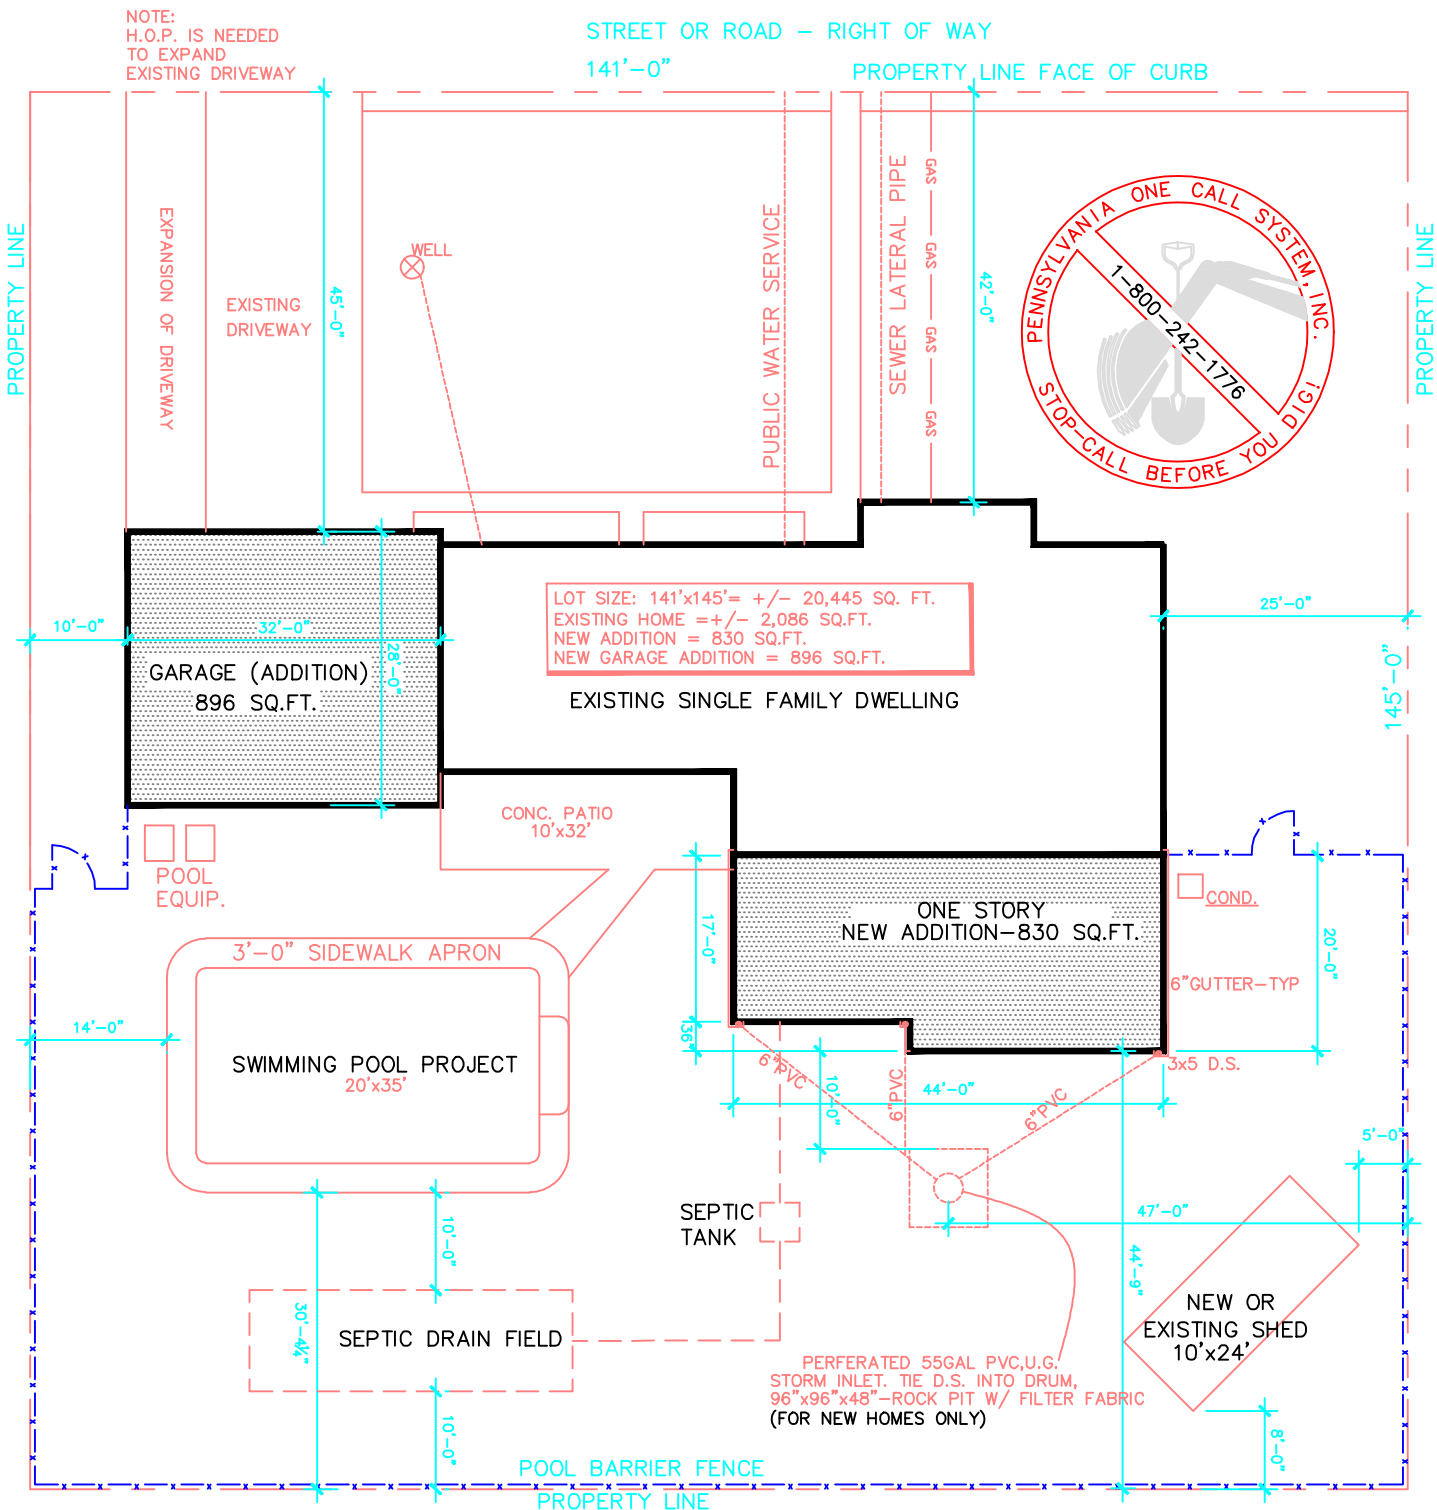 NOTE:
H.O.P. IS NEEDED
TO EXPAND
EXISTING DRIVEWAY
STREET OR ROAD – RIGHT OF WAY
141'-0"
PROPERTY LINE FACE OF CURB
PROPERTY LINE
EXPANSION OF DRIVEWAY
EXISTING
DRIVEWAY
45'-0"
WELL
PUBLIC WATER SERVICE
SEWER LATERAL PIPE
GAS
GAS
GAS
GAS
42'-0"
PENNSYLVANIA ONE CALL SYSTEM, INC.
1-800-242-1776
STOP-CALL BEFORE YOU DIG!
PROPERTY LINE
LOT SIZE: 141'x145'= +/- 20,445 SQ. FT.
EXISTING HOME =+/- 2,086 SQ.FT.
NEW ADDITION = 830 SQ.FT.
NEW GARAGE ADDITION = 896 SQ.FT.
EXISTING SINGLE FAMILY DWELLING
10'-0"
32'-0"
28'-0"
GARAGE (ADDITION)
896 SQ.FT.
25'-0"
145'-0"
CONC. PATIO
10'x32'
POOL
EQUIP.
ONE STORY
NEW ADDITION-830 SQ.FT.
COND.
17'-0"
20'-0"
6"GUTTER-TYP
3'-0" SIDEWALK APRON
14'-0"
SWIMMING POOL PROJECT
20'x35'
36"
6"PVC
10'-0"
6"PVC
44'-0"
6"PVC
3x5 D.S.
5'-0"
47'-0"
44'-9"
SEPTIC
TANK
10'-0"
30'-4¼"
SEPTIC DRAIN FIELD
10'-0"
NEW OR
EXISTING SHED
10'x24'
8'-0"
PERFERATED 55GAL PVC,U.G.
STORM INLET. TIE D.S. INTO DRUM,
96"x96"x48"-ROCK PIT W/ FILTER FABRIC
(FOR NEW HOMES ONLY)
POOL BARRIER FENCE
PROPERTY LINE